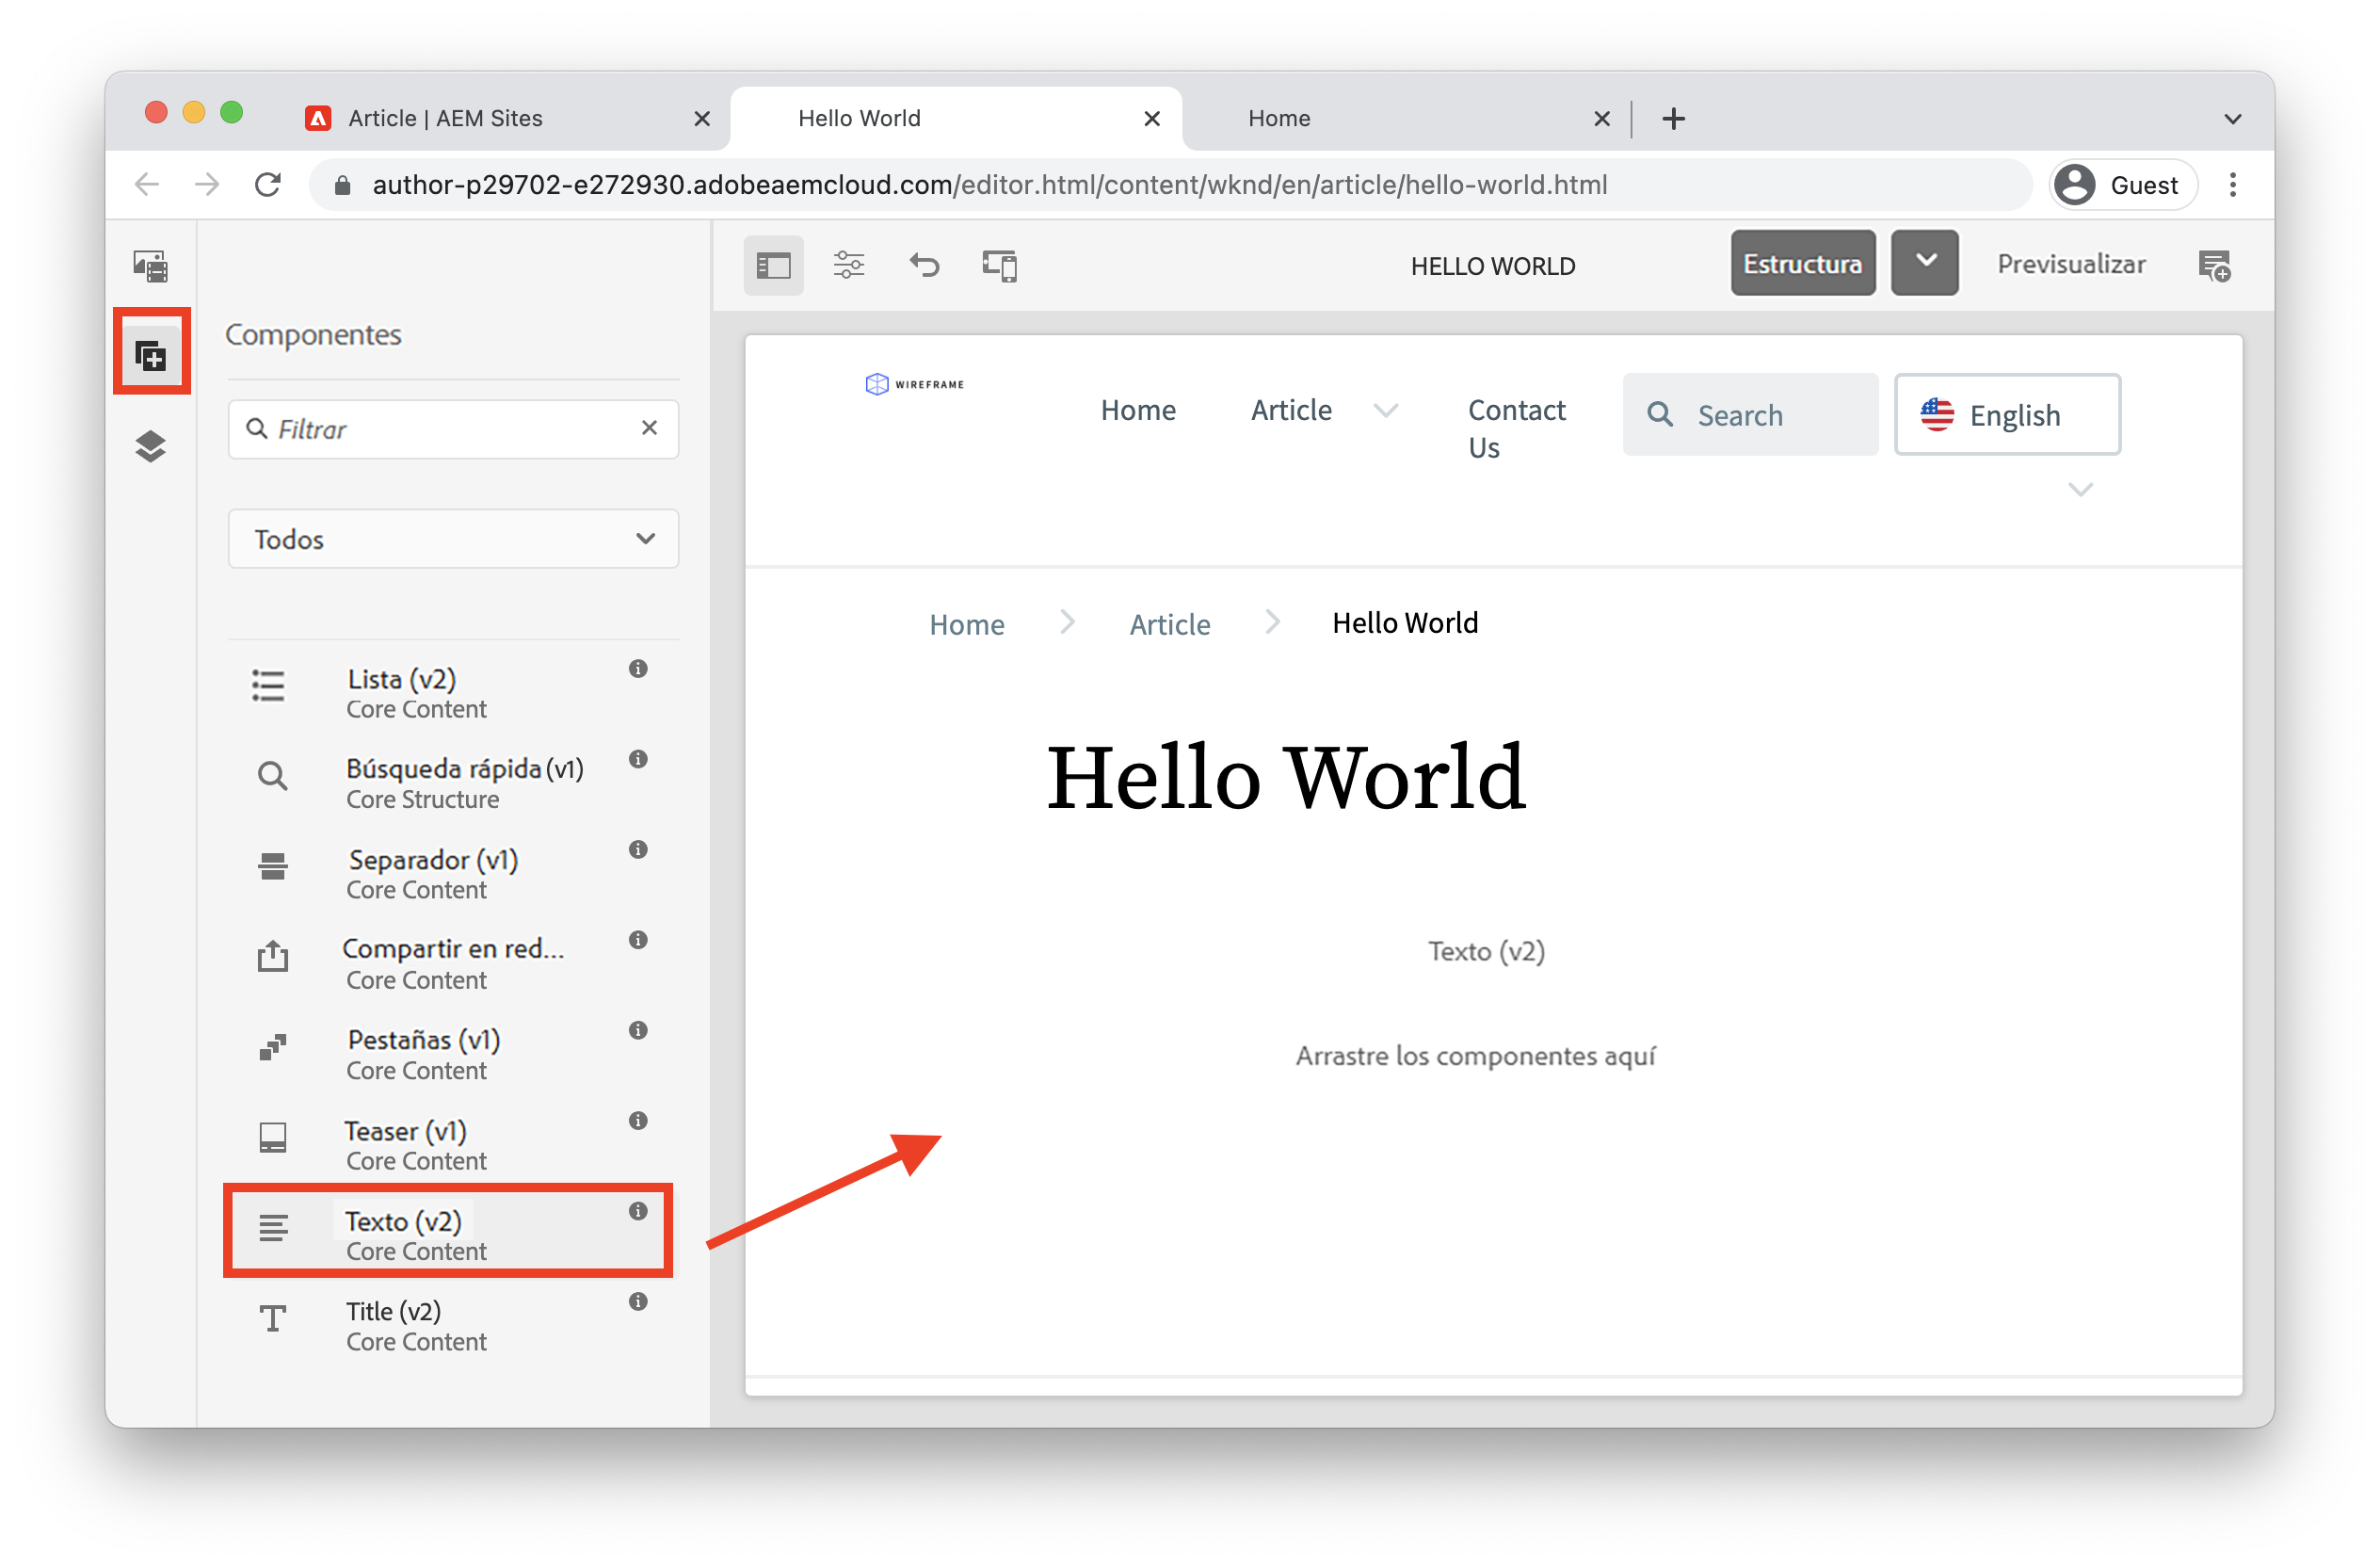 Article | AEM Sites
Hello World
Home
author-p29702-e272930.adobeaemcloud.com/editor.html/content/wknd/en/article/hello-world.html
Guest
HELLO WORLD
Estructura
Previsualizar
Componentes
Filtrar
Todos
Lista (v2)
Core Content
Búsqueda rápida (v1)
Core Structure
Separador (v1)
Core Content
Compartir en red...
Core Content
Pestañas (v1)
Core Content
Teaser (v1)
Core Content
Texto (v2)
Core Content
Title (v2)
Core Content
WIREFRAME
Home
Article
Contact
Us
Search
English
Home
Article
Hello World
Hello World
Texto (v2)
Arrastre los componentes aquí